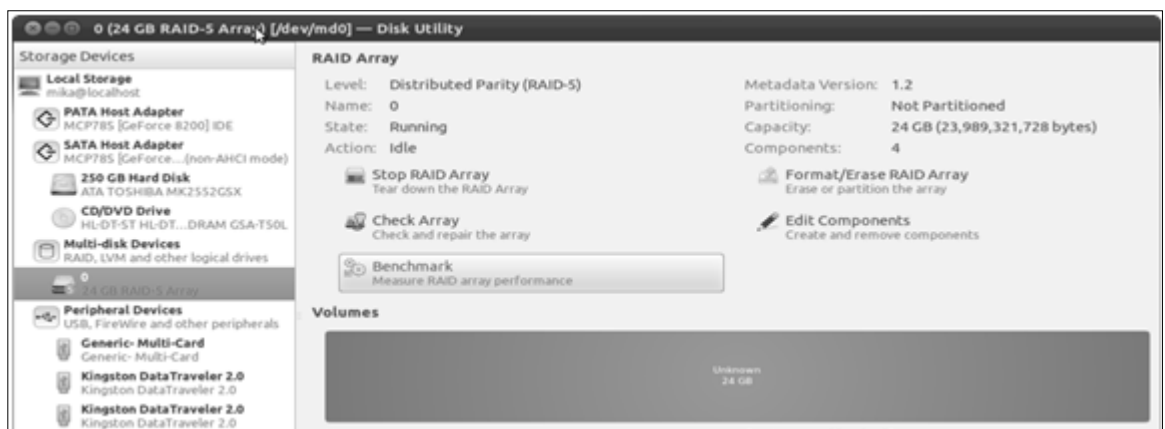 0 (24 GB RAID-5 Array) [/dev/md0] — Disk Utility
Storage Devices
Local Storage
mika@localhost
PATA Host Adapter
MCP78S [GeForce 8200] IDE
SATA Host Adapter
MCP78S [GeForce...(non-AHCI mode)
250 GB Hard Disk
ATA TOSHIBA MK2552GSX
CD/DVD Drive
HL-DT-ST HL-DT...DRAM GSA-T50L
Multi-disk Devices
RAID, LVM and other logical drives
0
24 GB RAID-5 Array
Peripheral Devices
USB, FireWire and other peripherals
Generic- Multi-Card
Generic- Multi-Card
Kingston DataTraveler 2.0
Kingston DataTraveler 2.0
Kingston DataTraveler 2.0
Kingston DataTraveler 2.0
RAID Array
Level: Distributed Parity (RAID-5)
Name: 0
State: Running
Action: Idle
Metadata Version: 1.2
Partitioning: Not Partitioned
Capacity: 24 GB (23,989,321,728 bytes)
Components: 4
Stop RAID Array
Tear down the RAID Array
Format/Erase RAID Array
Erase or partition the array
Check Array
Check and repair the array
Edit Components
Create and remove components
Benchmark
Measure RAID array performance
Volumes
Unknown
24 GB